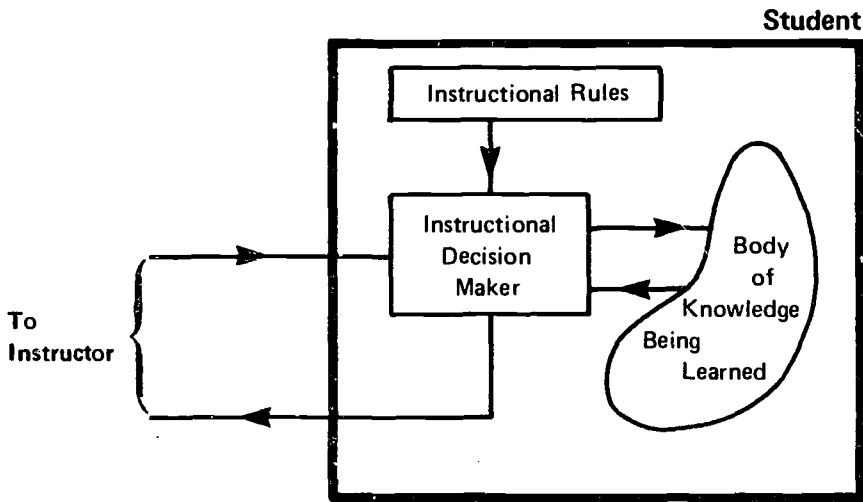 Student
Instructional Rules
Instructional
Decision
Maker
Body
of
Knowledge
Being
Learned
To
Instructor